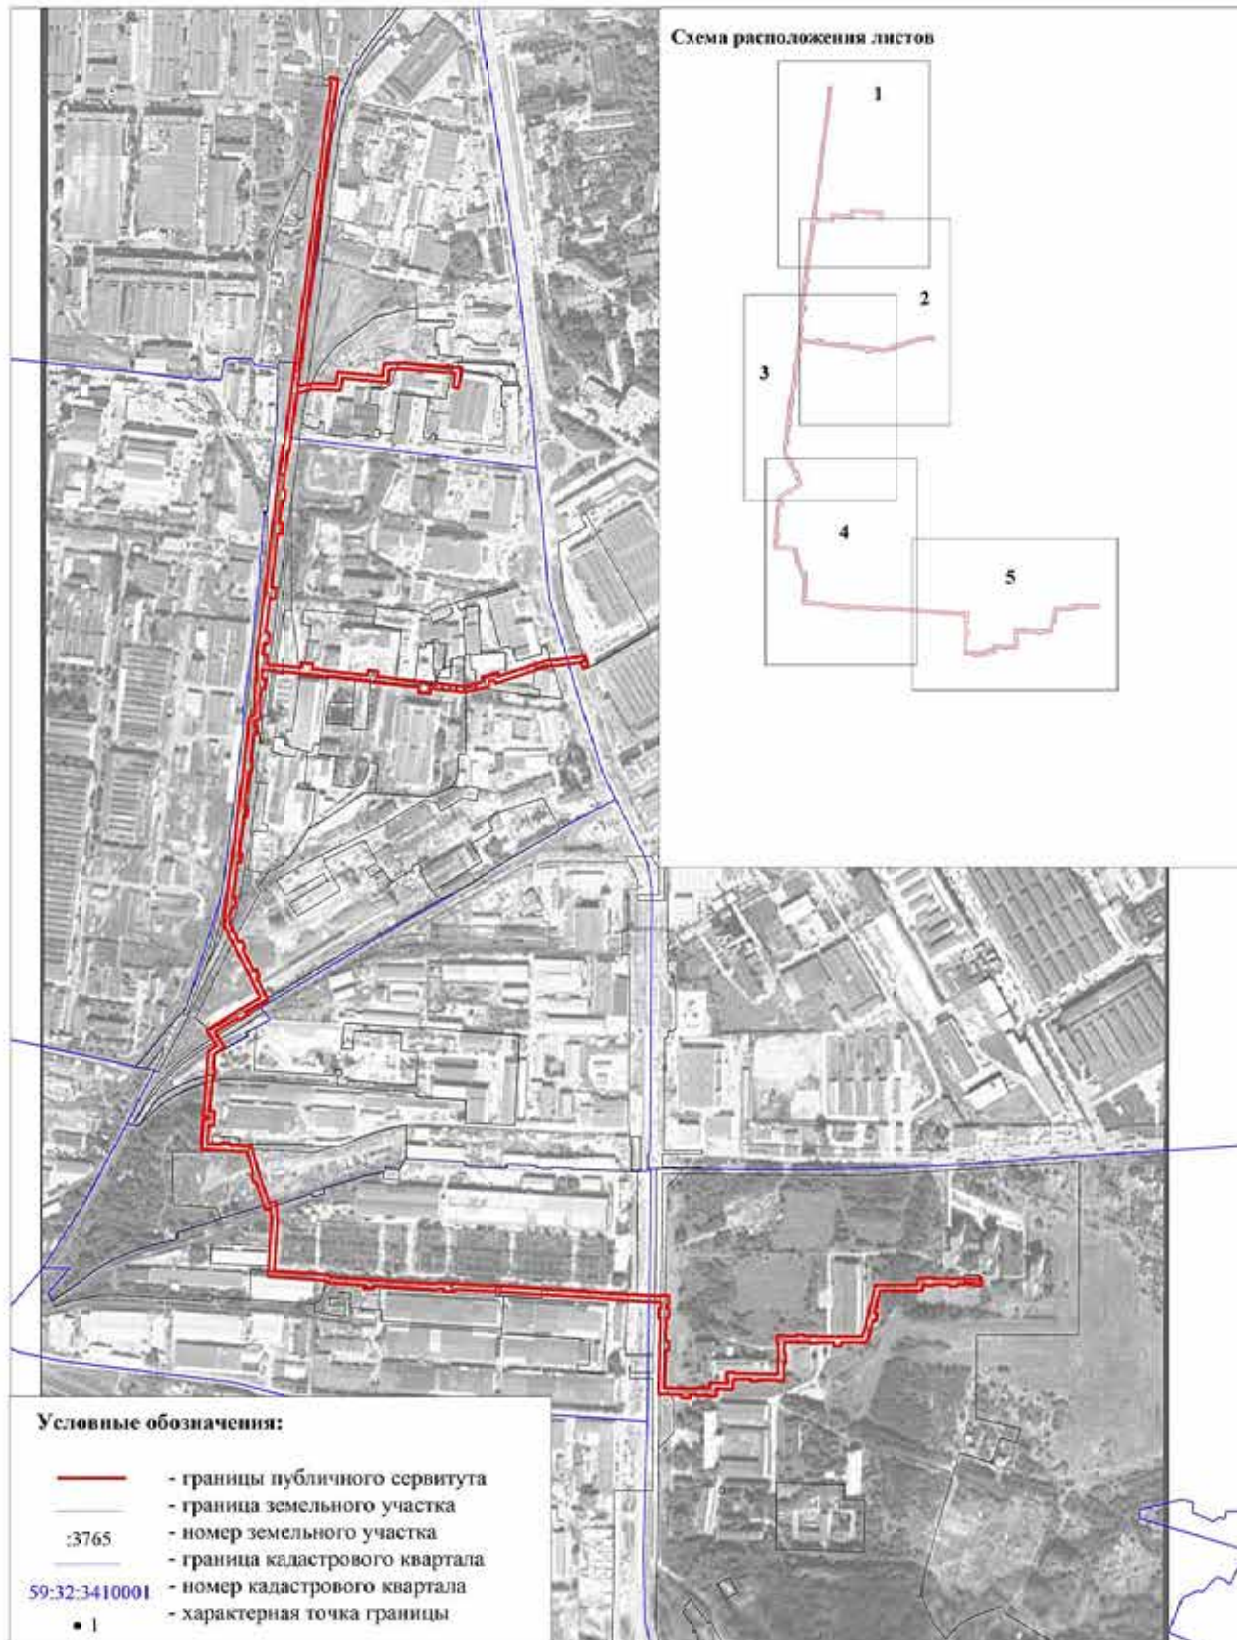 Схема расположения листов
1
2
3
4
5
Условные обозначения:
- границы публичного сервитута
- граница земельного участка
:3765 - номер земельного участка
- граница кадастрового квартала
59:32:3410001 - номер кадастрового квартала
• 1 - характерная точка границы